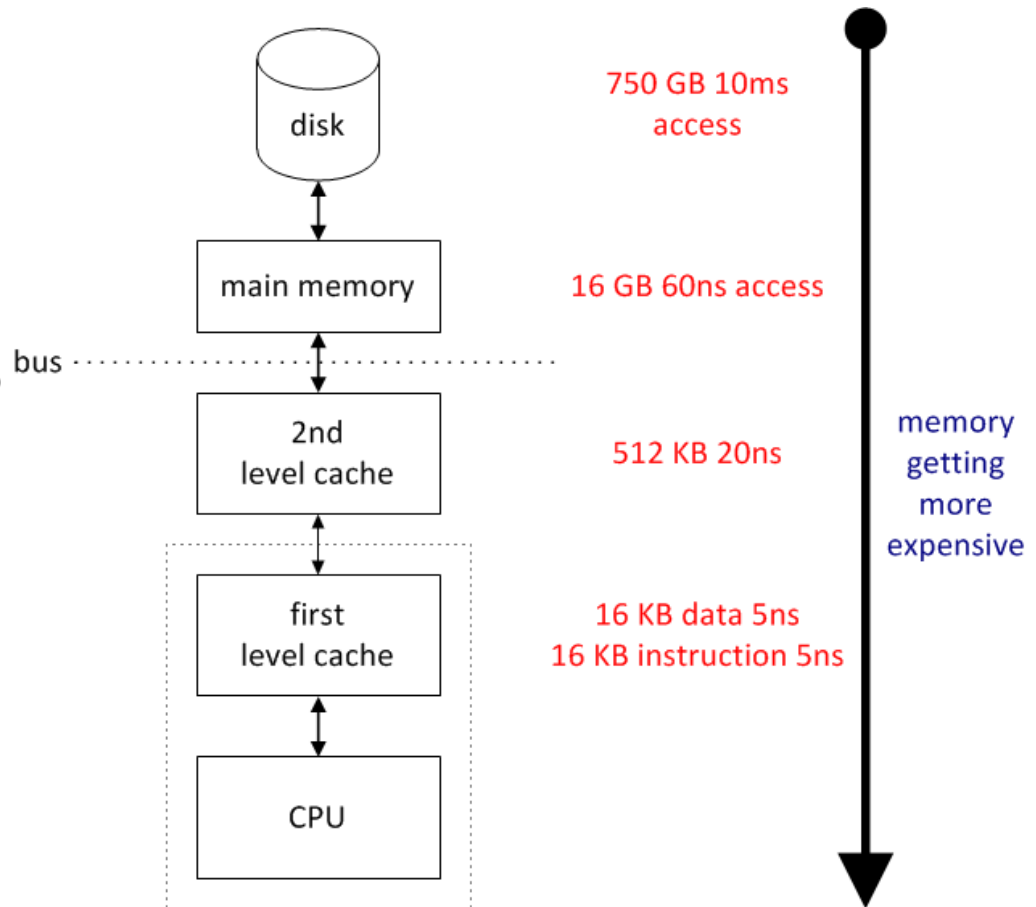 disk
750 GB 10ms
access
main memory
16 GB 60ns access
bus
2nd
level cache
512 KB 20ns
memory
getting
more
expensive
first
level cache
16 KB data 5ns
16 KB instruction 5ns
CPU